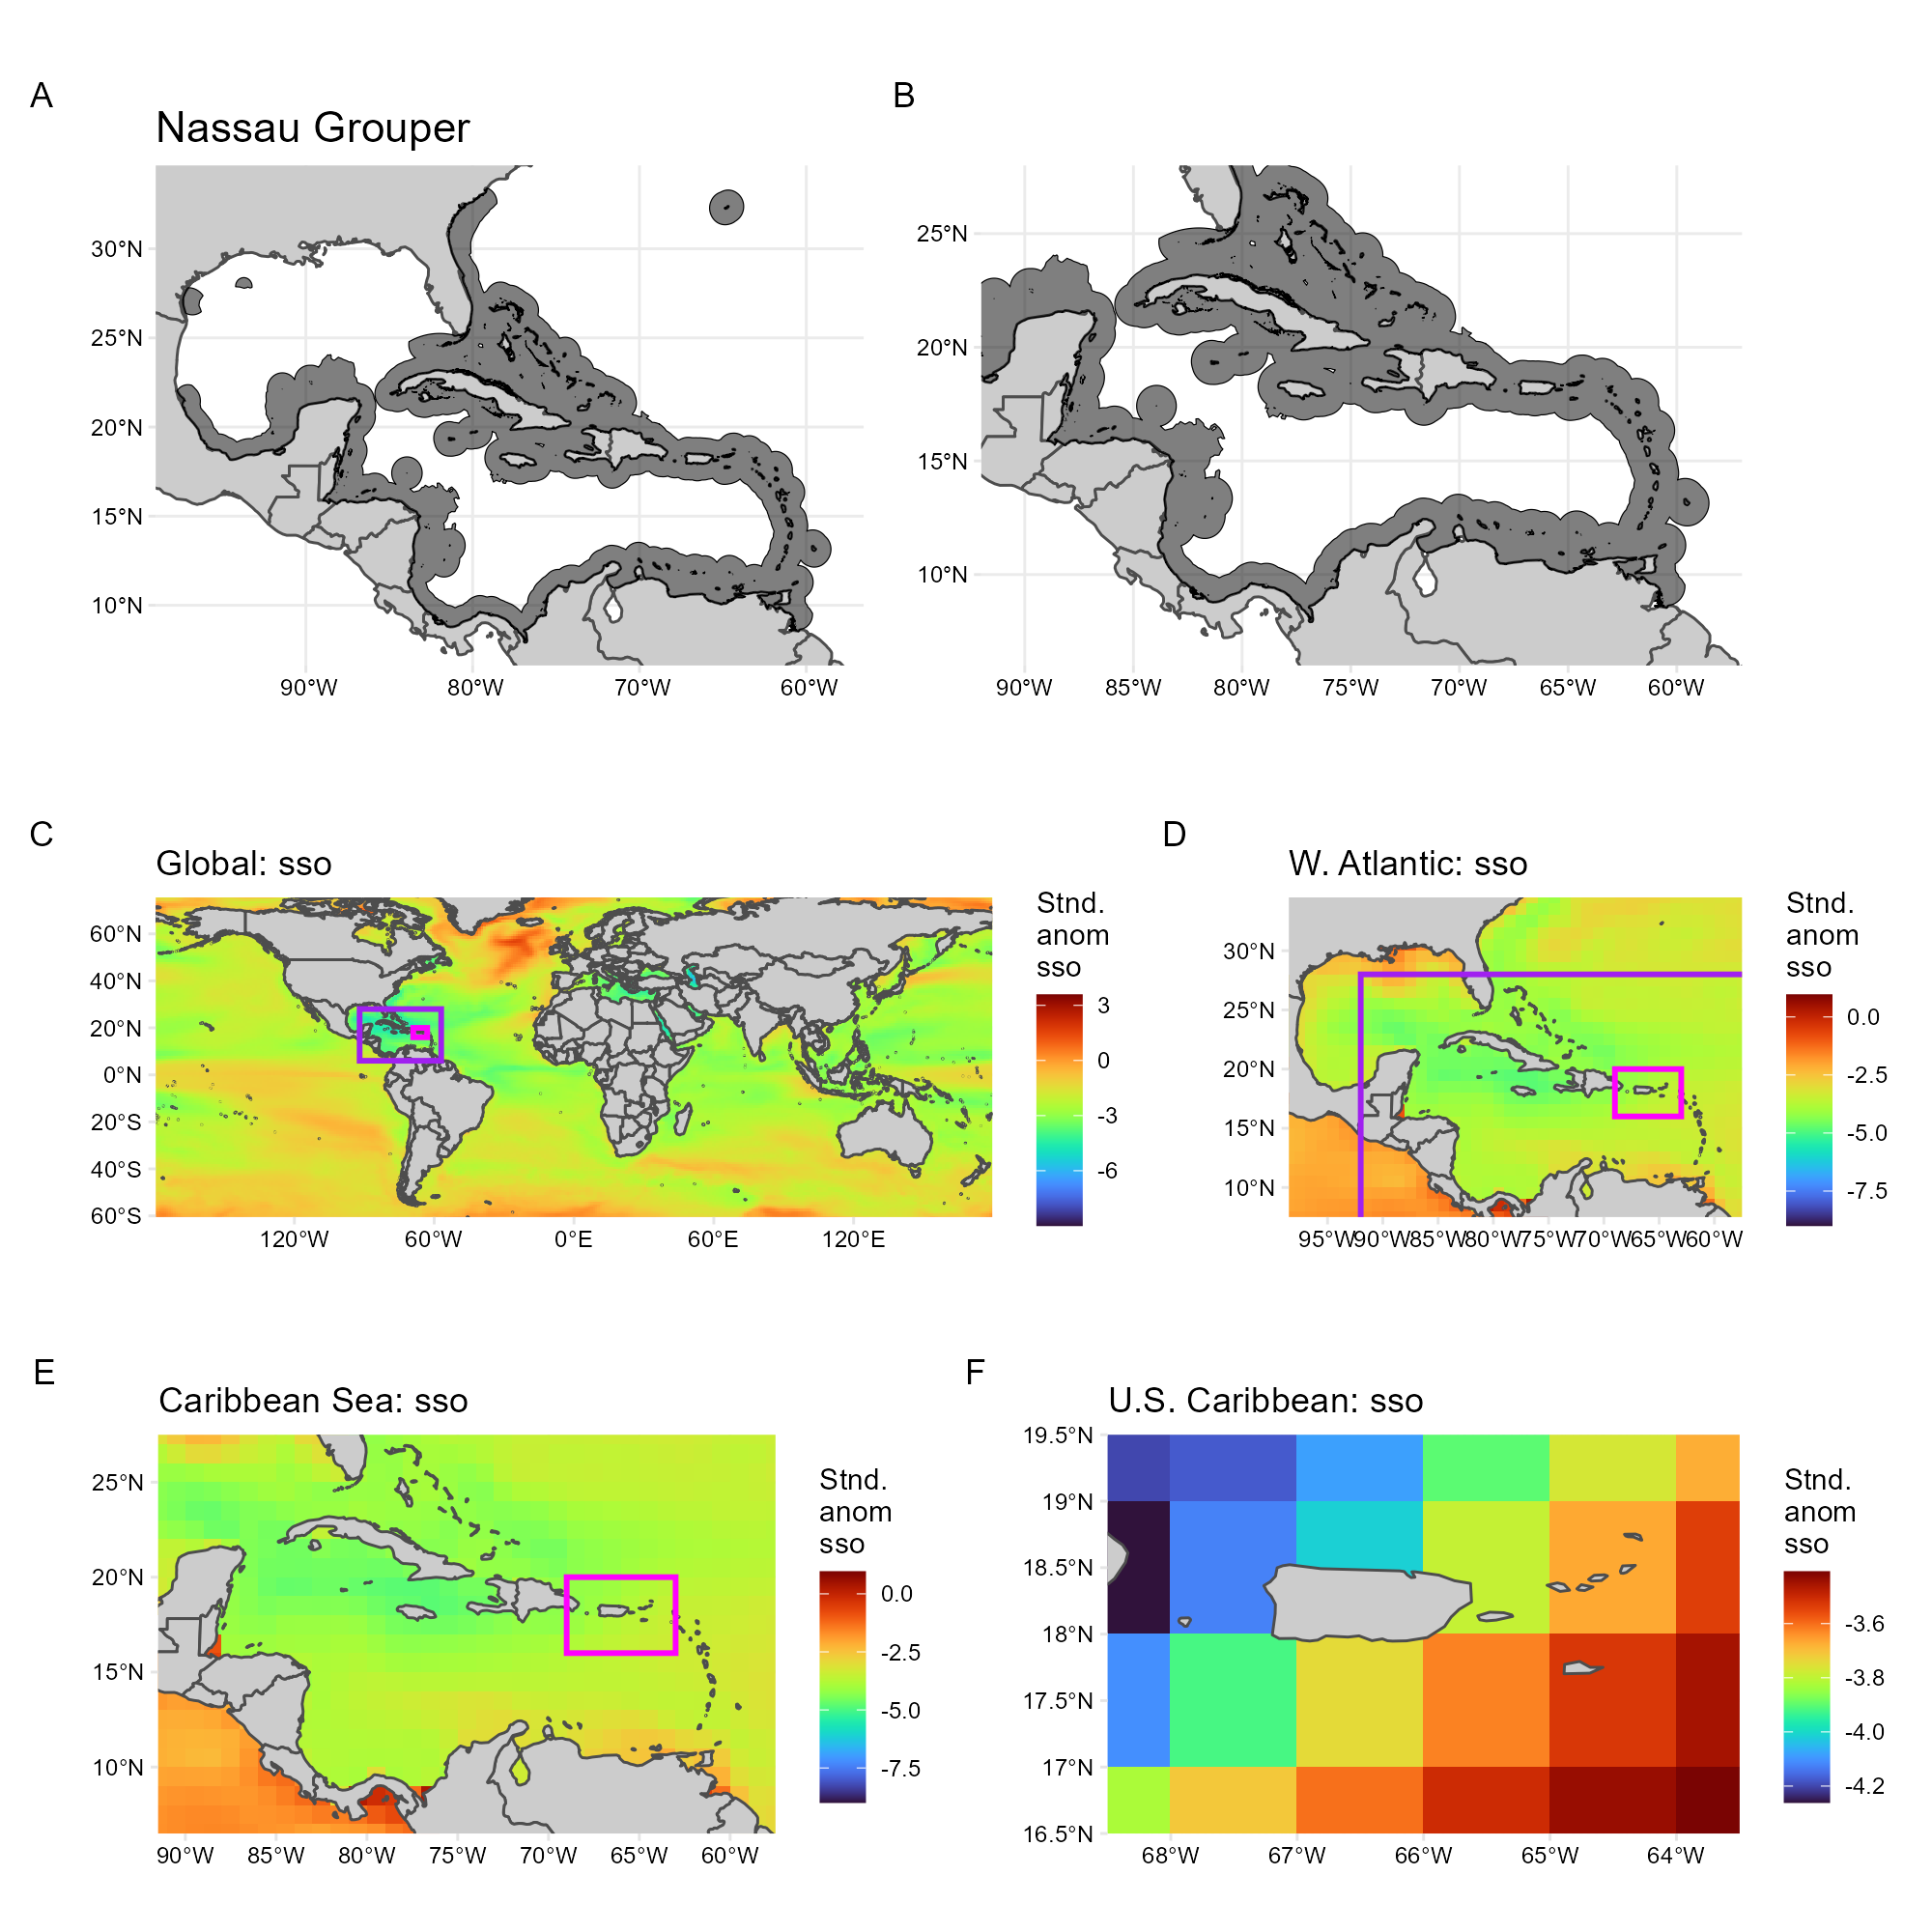 A
B
Nassau Grouper
30°N
25°N
20°N
15°N
10°N
90°W
80°W
70°W
60°W
25°N
20°N
15°N
10°N
90°W
85°W
80°W
75°W
70°W
65°W
60°W
C
D
Global: sso
60°N
40°N
20°N
0°N
20°S
40°S
60°S
120°W
60°W
0°E
60°E
120°E
Stnd.
anom
sso
3
0
-3
-6
W. Atlantic: sso
30°N
25°N
20°N
15°N
10°N
95°W
90°W
85°W
80°W
75°W
70°W
65°W
60°W
Stnd.
anom
sso
0.0
-2.5
-5.0
-7.5
E
F
Caribbean Sea: sso
25°N
20°N
15°N
10°N
90°W
85°W
80°W
75°W
70°W
65°W
60°W
Stnd.
anom
sso
0.0
-2.5
-5.0
-7.5
U.S. Caribbean: sso
19.5°N
19°N
18.5°N
18°N
17.5°N
17°N
16.5°N
68°W
67°W
66°W
65°W
64°W
Stnd.
anom
sso
-3.6
-3.8
-4.0
-4.2